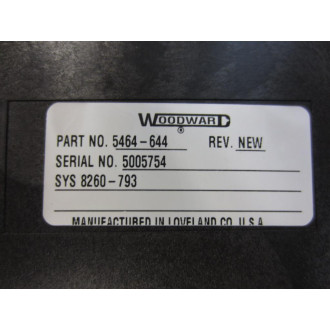 WOODWARD
®
PART NO. 5464-644 REV. NEW
SERIAL NO. 5005754
SYS 8260-793
MANUFACTURED IN LOVELAND CO, U.S.A.